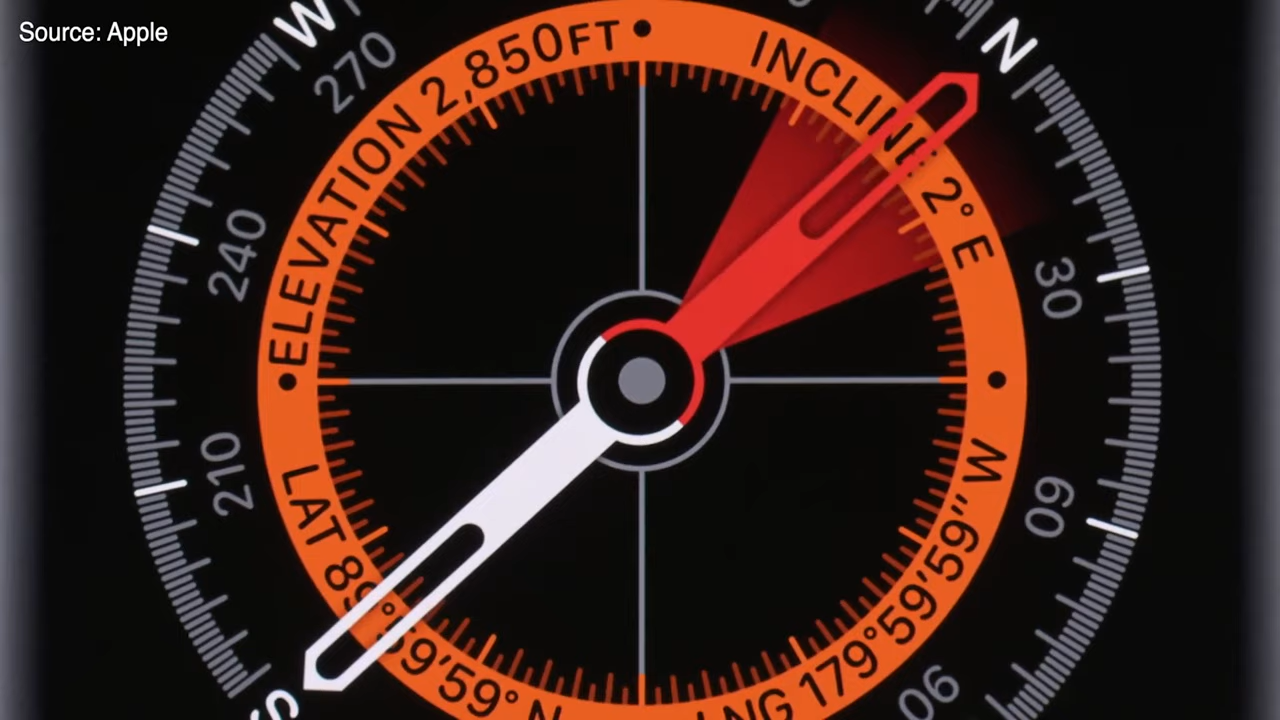 Source: Apple
W
270
240
210
S
N
30
60
90
ELEVATION 2,850FT
INCLINE 2° E
LAT 89°59'59° N
LNG 179°59'59" W